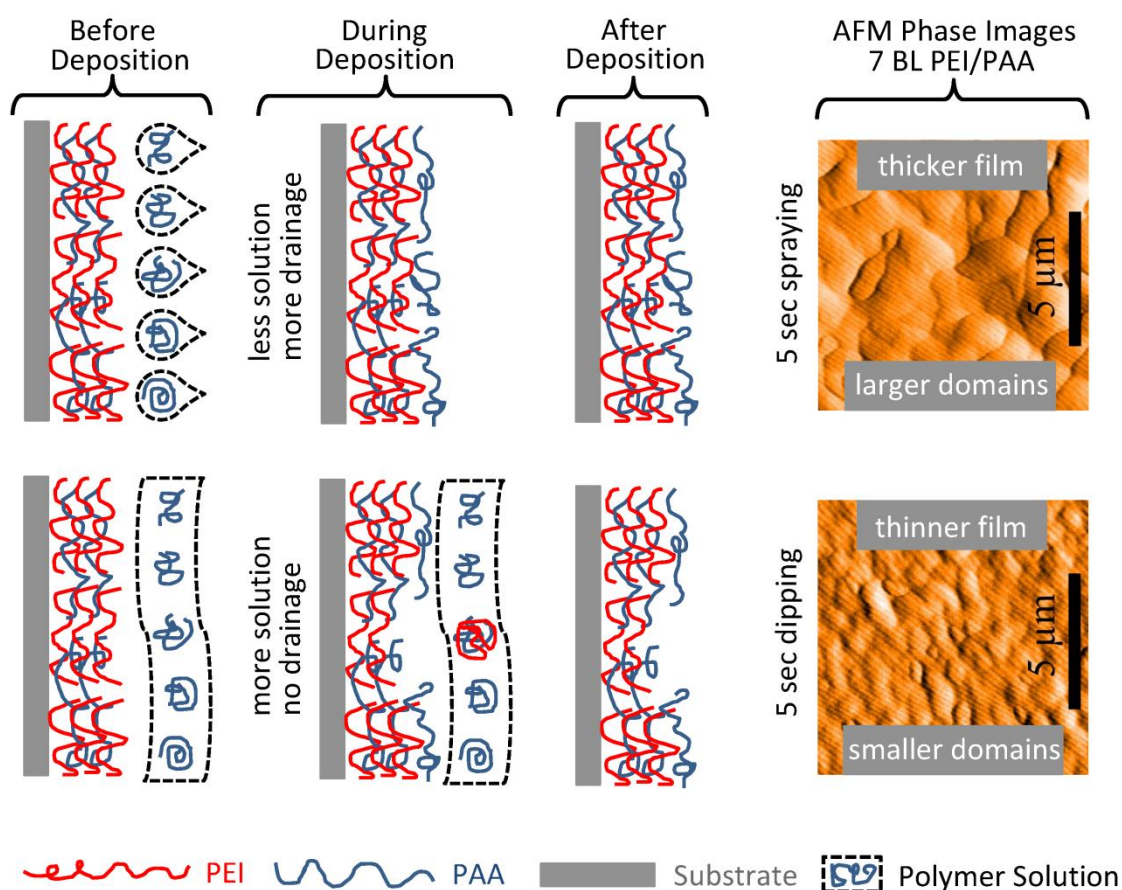 Before
Deposition
During
Deposition
After
Deposition
AFM Phase Images
7 BL PEI/PAA
less solution
more drainage
5 sec spraying
thicker film
5 μm
larger domains
more solution
no drainage
5 sec dipping
thinner film
5 μm
smaller domains
PEI
PAA
Substrate
Polymer Solution